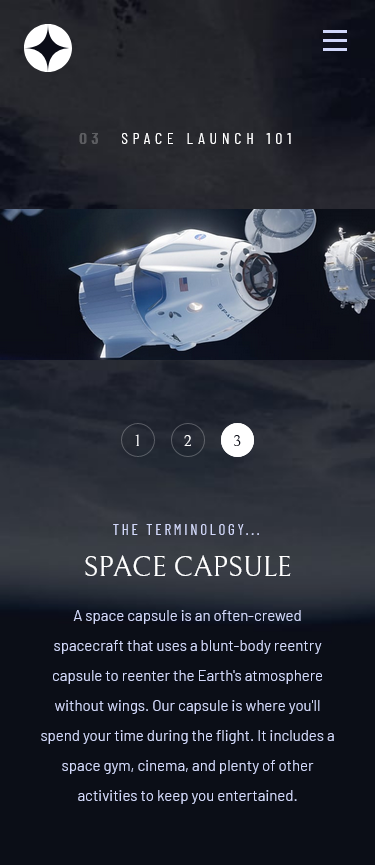 03 SPACE LAUNCH 101
SPACEX
1 2 3
THE TERMINOLOGY...
SPACE CAPSULE
A space capsule is an often-crewed
spacecraft that uses a blunt-body reentry
capsule to reenter the Earth's atmosphere
without wings. Our capsule is where you'll
spend your time during the flight. It includes a
space gym, cinema, and plenty of other
activities to keep you entertained.